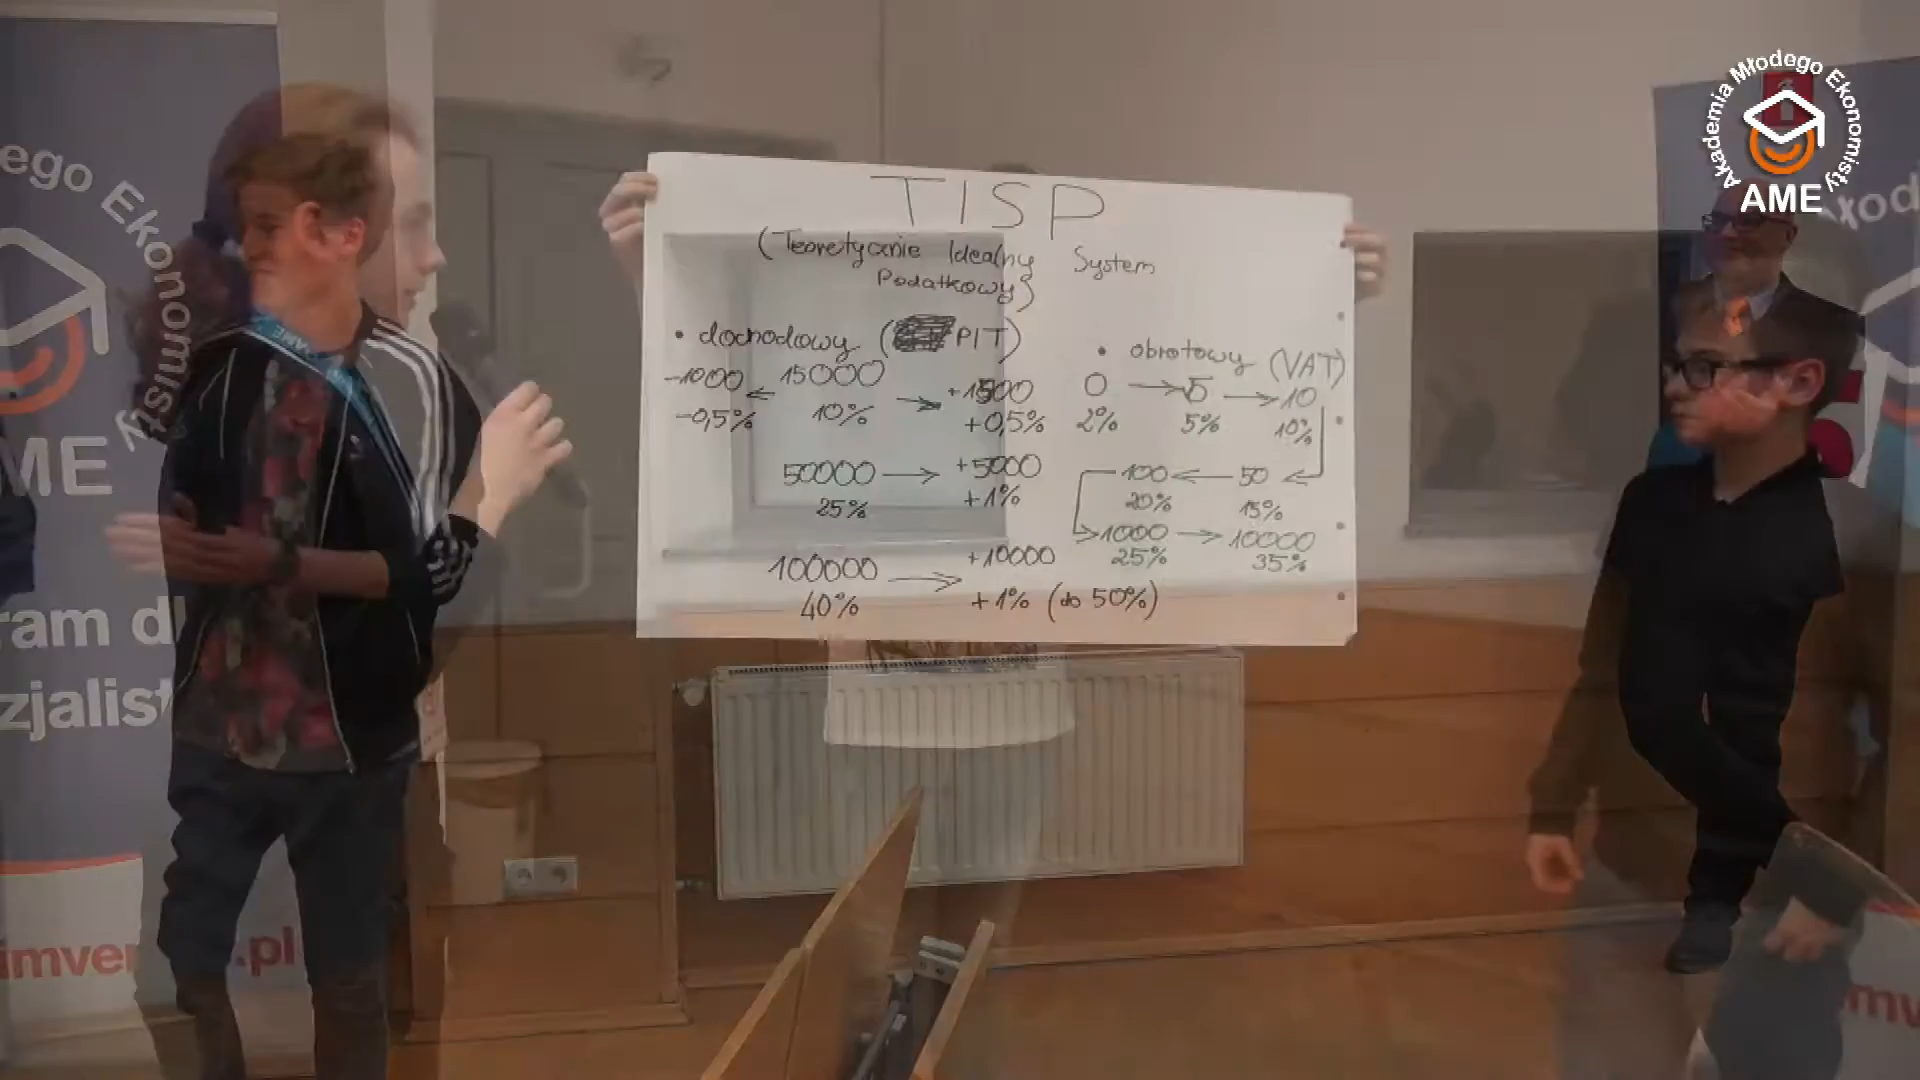 TISP
(Teoretycznie Idealny System
Podatkowy)
• dochodowy (PIT)
-1000 ← 15000 → +1500
-0,5% 10% +0,5%
50000 → +5000
25% +1%
100000 → +10000
40% +1% (do 50%)
• obrotowy (VAT)
0 → 5 → 10
2% 5% 10%
100 ← 50
20% 15%
1000 → 10000
25% 35%
Akademia Młodego Ekonomisty
AME
ego Ekonomisty
ME
ram dl
zjalist
.pl